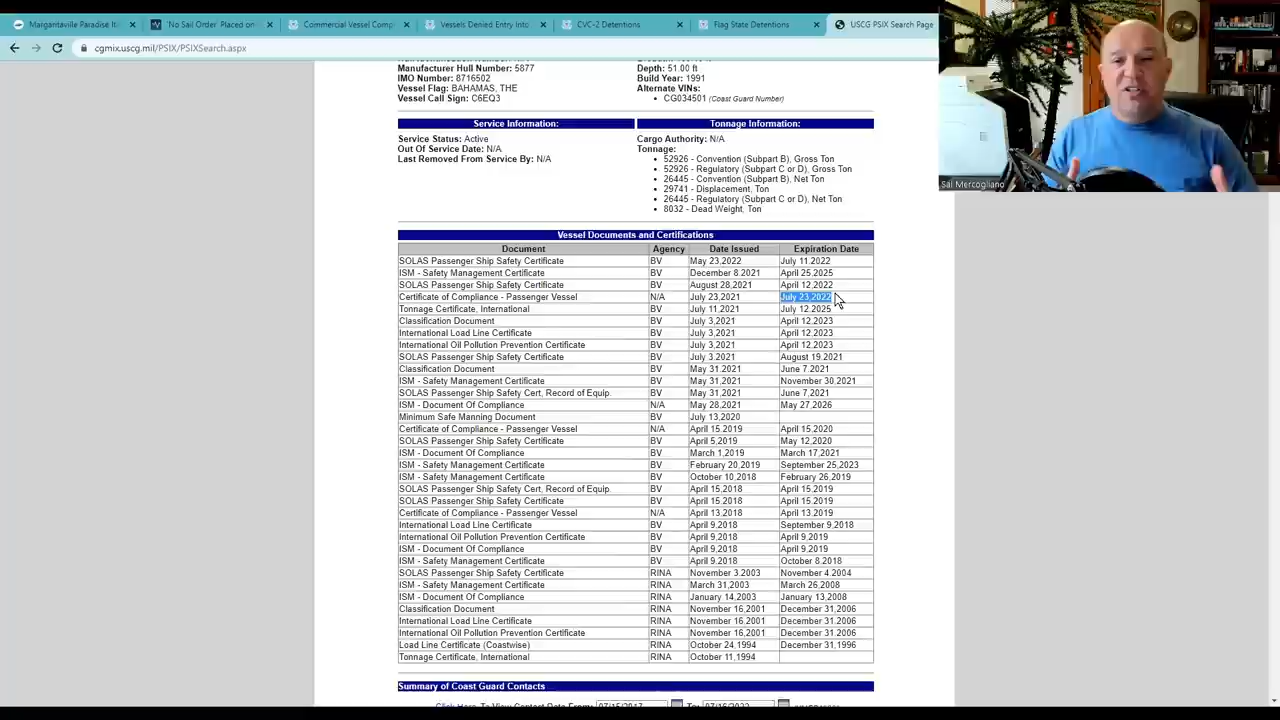 Margaritaville Paradise It
'No Sail Order' Placed on
Commercial Vessel Compl
Vessels Denied Entry Into
CVC-2 Detentions
Flag State Detentions
USCG PSIX Search Page
cgmix.uscg.mil/PSIX/PSIXSearch.aspx
Manufacturer Hull Number: 5877
IMO Number: 8716502
Vessel Flag: BAHAMAS, THE
Vessel Call Sign: C6EQ3
Depth: 51.00 ft
Build Year: 1991
Alternate VINs:
CG034501 (Coast Guard Number)
Service Information:
Service Status: Active
Out Of Service Date: N/A
Last Removed From Service By: N/A
Tonnage Information:
Cargo Authority: N/A
Tonnage:
52926 - Convention (Subpart B), Gross Ton
52926 - Regulatory (Subpart C or D), Gross Ton
26445 - Convention (Subpart B), Net Ton
29741 - Displacement, Ton
26445 - Regulatory (Subpart C or D), Net Ton
8032 - Dead Weight, Ton
Sal Mercogliano
Vessel Documents and Certifications
Document Agency Date Issued Expiration Date
SOLAS Passenger Ship Safety Certificate BV May 23,2022 July 11,2022
ISM - Safety Management Certificate BV December 8,2021 April 25,2025
SOLAS Passenger Ship Safety Certificate BV August 28,2021 April 12,2022
Certificate of Compliance - Passenger Vessel N/A July 23,2021 July 23,2022
Tonnage Certificate, International BV July 11,2021 July 12,2025
Classification Document BV July 3,2021 April 12,2023
International Load Line Certificate BV July 3,2021 April 12,2023
International Oil Pollution Prevention Certificate BV July 3,2021 April 12,2023
SOLAS Passenger Ship Safety Certificate BV July 3,2021 August 19,2021
Classification Document BV May 31,2021 June 7,2021
ISM - Safety Management Certificate BV May 31,2021 November 30,2021
SOLAS Passenger Ship Safety Cert, Record of Equip. BV May 31,2021 June 7,2021
ISM - Document Of Compliance N/A May 28,2021 May 27,2026
Minimum Safe Manning Document BV July 13,2020
Certificate of Compliance - Passenger Vessel N/A April 15,2019 April 15,2020
SOLAS Passenger Ship Safety Certificate BV April 5,2019 May 12,2020
ISM - Document Of Compliance BV March 1,2019 March 17,2021
ISM - Safety Management Certificate BV February 20,2019 September 25,2023
ISM - Safety Management Certificate BV October 10,2018 February 26,2019
SOLAS Passenger Ship Safety Cert, Record of Equip. BV April 15,2018 April 15,2019
SOLAS Passenger Ship Safety Certificate BV April 15,2018 April 15,2019
Certificate of Compliance - Passenger Vessel N/A April 13,2018 April 13,2019
International Load Line Certificate BV April 9,2018 September 9,2018
International Oil Pollution Prevention Certificate BV April 9,2018 April 9,2019
ISM - Document Of Compliance BV April 9,2018 April 9,2019
ISM - Safety Management Certificate BV April 9,2018 October 8,2018
SOLAS Passenger Ship Safety Certificate RINA November 3,2003 November 4,2004
ISM - Safety Management Certificate RINA March 31,2003 March 26,2008
ISM - Document Of Compliance RINA January 14,2003 January 13,2008
Classification Document RINA November 16,2001 December 31,2006
International Load Line Certificate RINA November 16,2001 December 31,2006
International Oil Pollution Prevention Certificate RINA November 16,2001 December 31,2006
Load Line Certificate (Coastwise) RINA October 24,1994 December 31,1996
Tonnage Certificate, International RINA October 11,1994
Summary of Coast Guard Contacts
Click Here To View Contact Date From: 07/15/2017 To: 07/16/2022